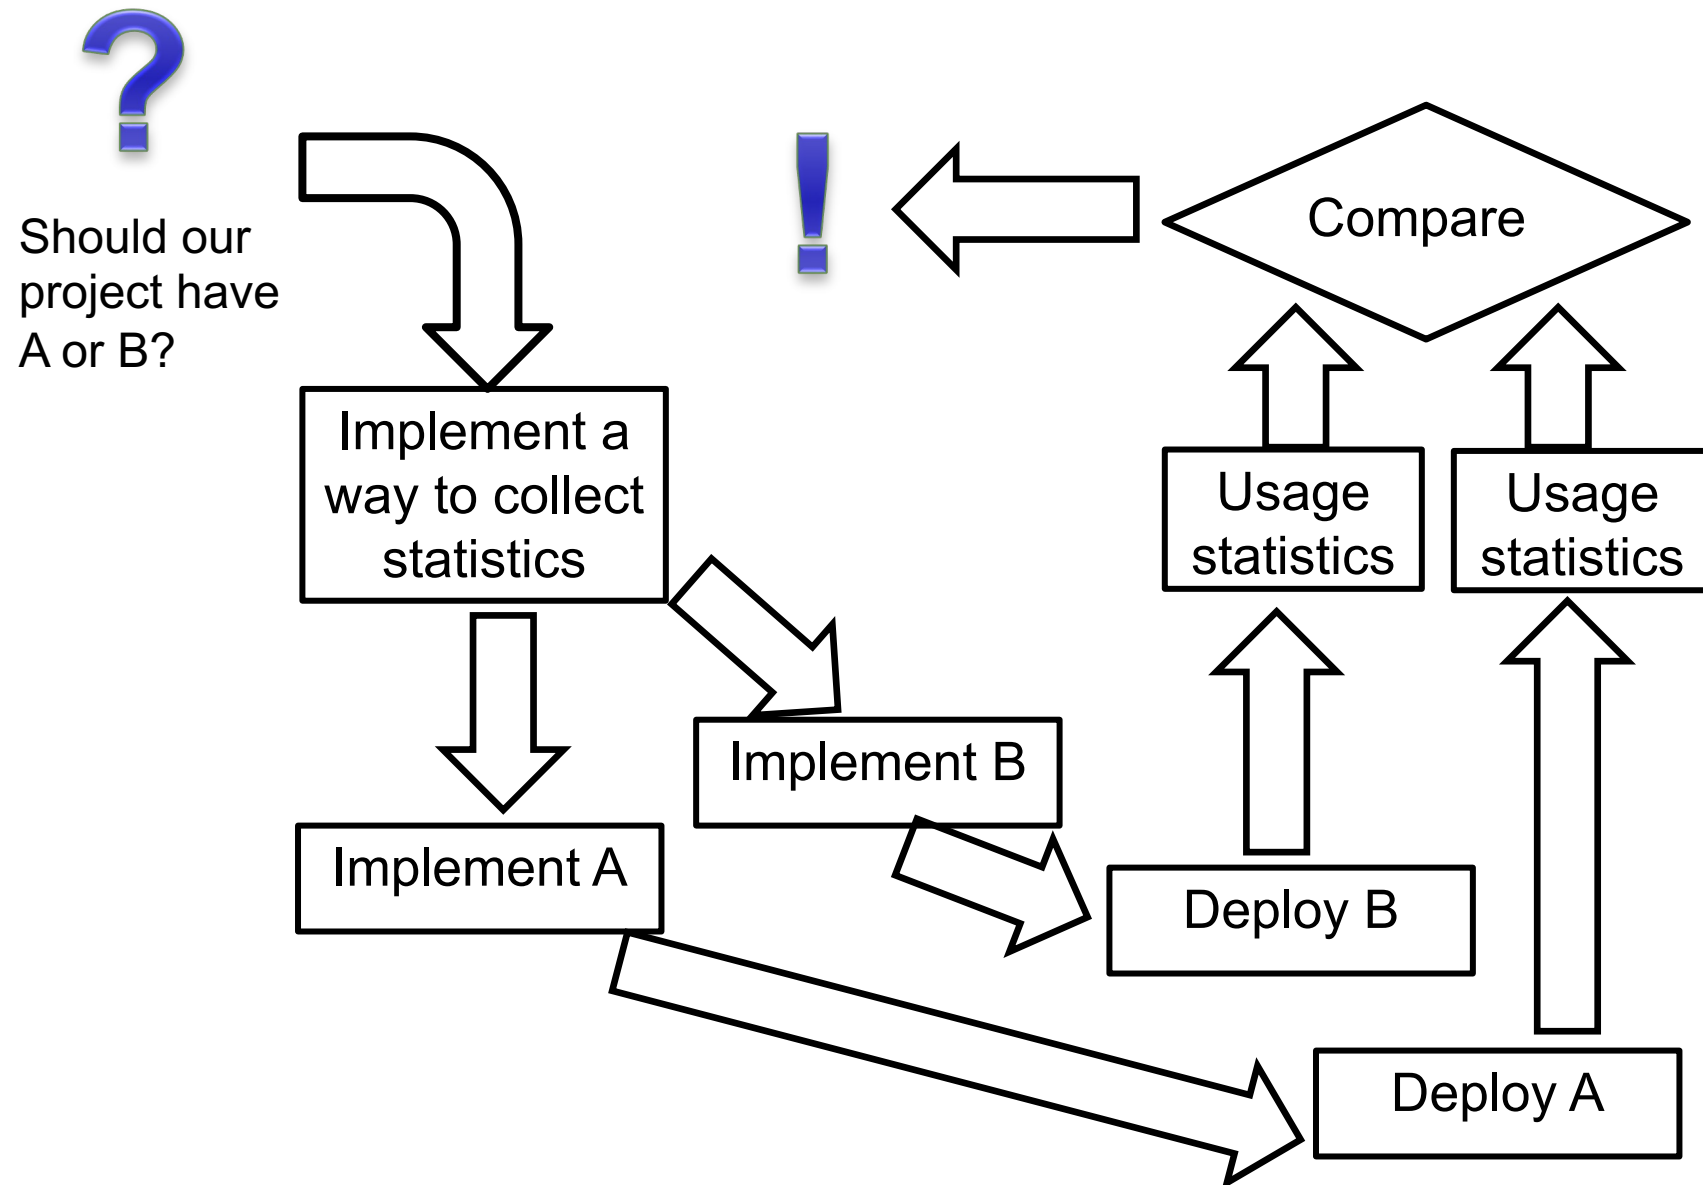 ?
Should our
project have
A or B?
Implement a
way to collect
statistics
Implement A
Implement B
Deploy B
Deploy A
Usage
statistics
Usage
statistics
Compare
!